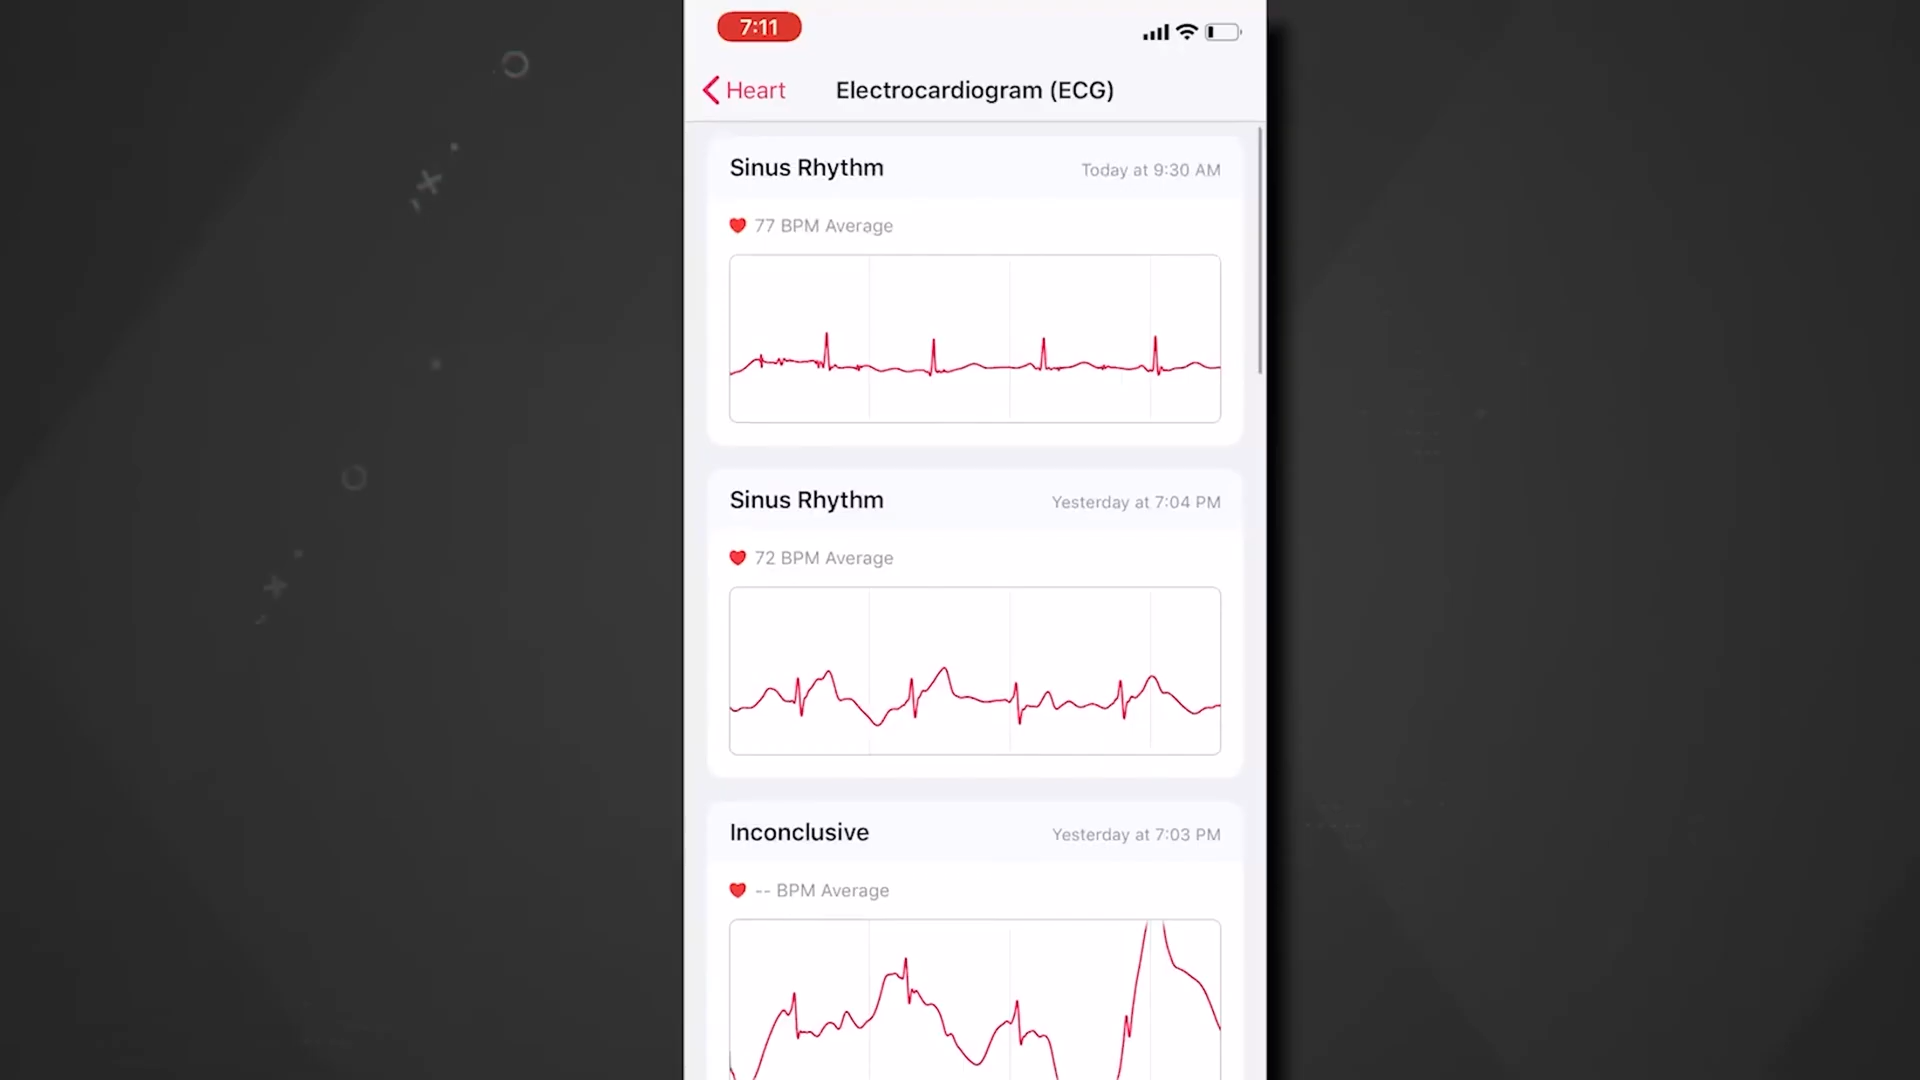 7:11
Heart
Electrocardiogram (ECG)
Sinus Rhythm
Today at 9:30 AM
77 BPM Average
Sinus Rhythm
Yesterday at 7:04 PM
72 BPM Average
Inconclusive
Yesterday at 7:03 PM
-- BPM Average